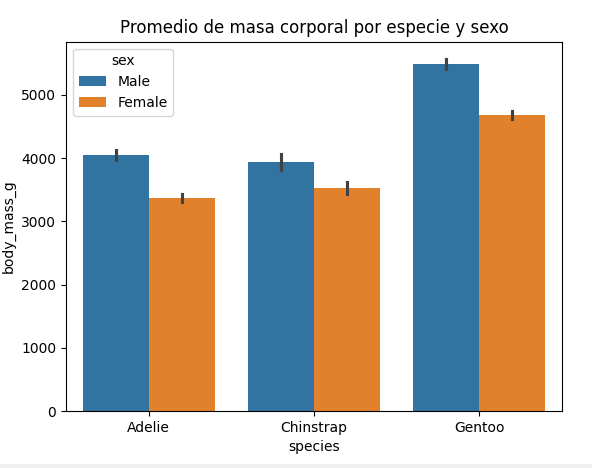 Promedio de masa corporal por especie y sexo
sex
Male
Female
body_mass_g
5000
4000
3000
2000
1000
0
Adelie
Chinstrap
Gentoo
species